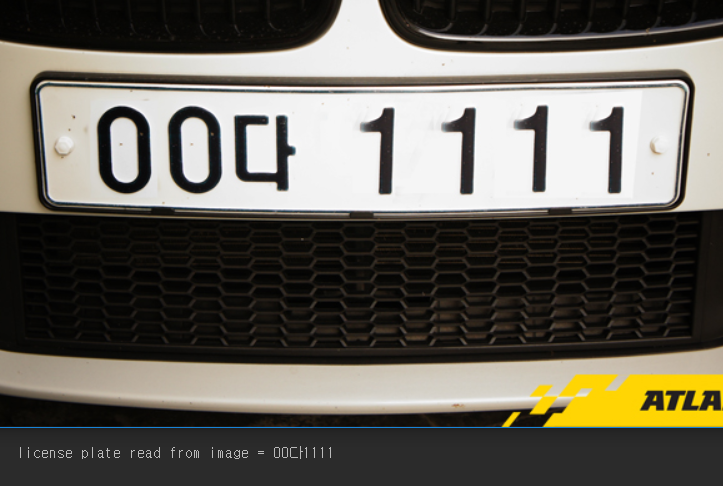 00다 1111
ATLA
license plate read from image = 00다1111